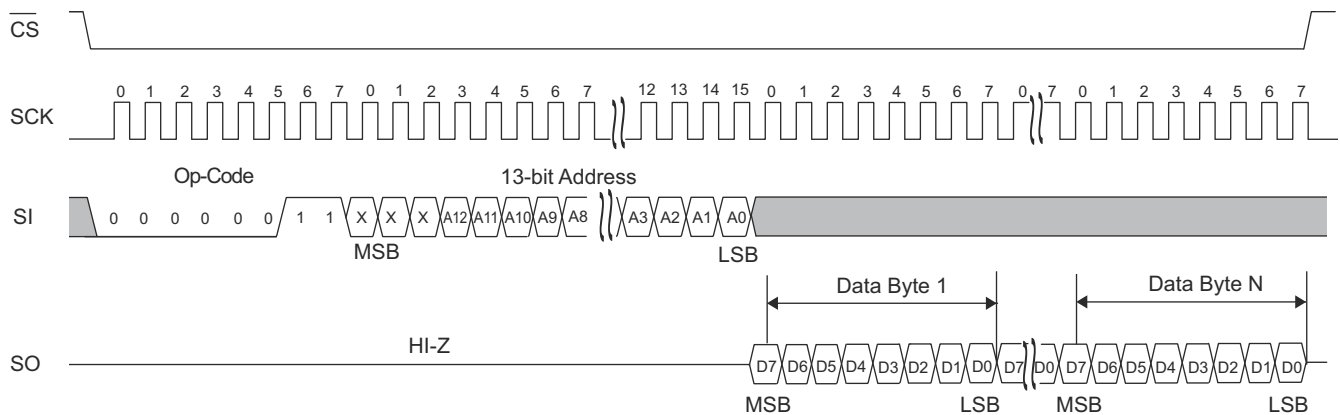 CS
SCK
0 1 2 3 4 5 6 7 0 1 2 3 4 5 6 7 12 13 14 15 0 1 2 3 4 5 6 7 0 7 0 1 2 3 4 5 6 7
Op-Code 13-bit Address
SI
0 0 0 0 0 0 1 1 X X X A12 A11 A10 A9 A8 A3 A2 A1 A0
MSB LSB
Data Byte 1 Data Byte N
HI-Z
SO
D7 D6 D5 D4 D3 D2 D1 D0 D7 D0 D7 D6 D5 D4 D3 D2 D1 D0
MSB LSB MSB LSB